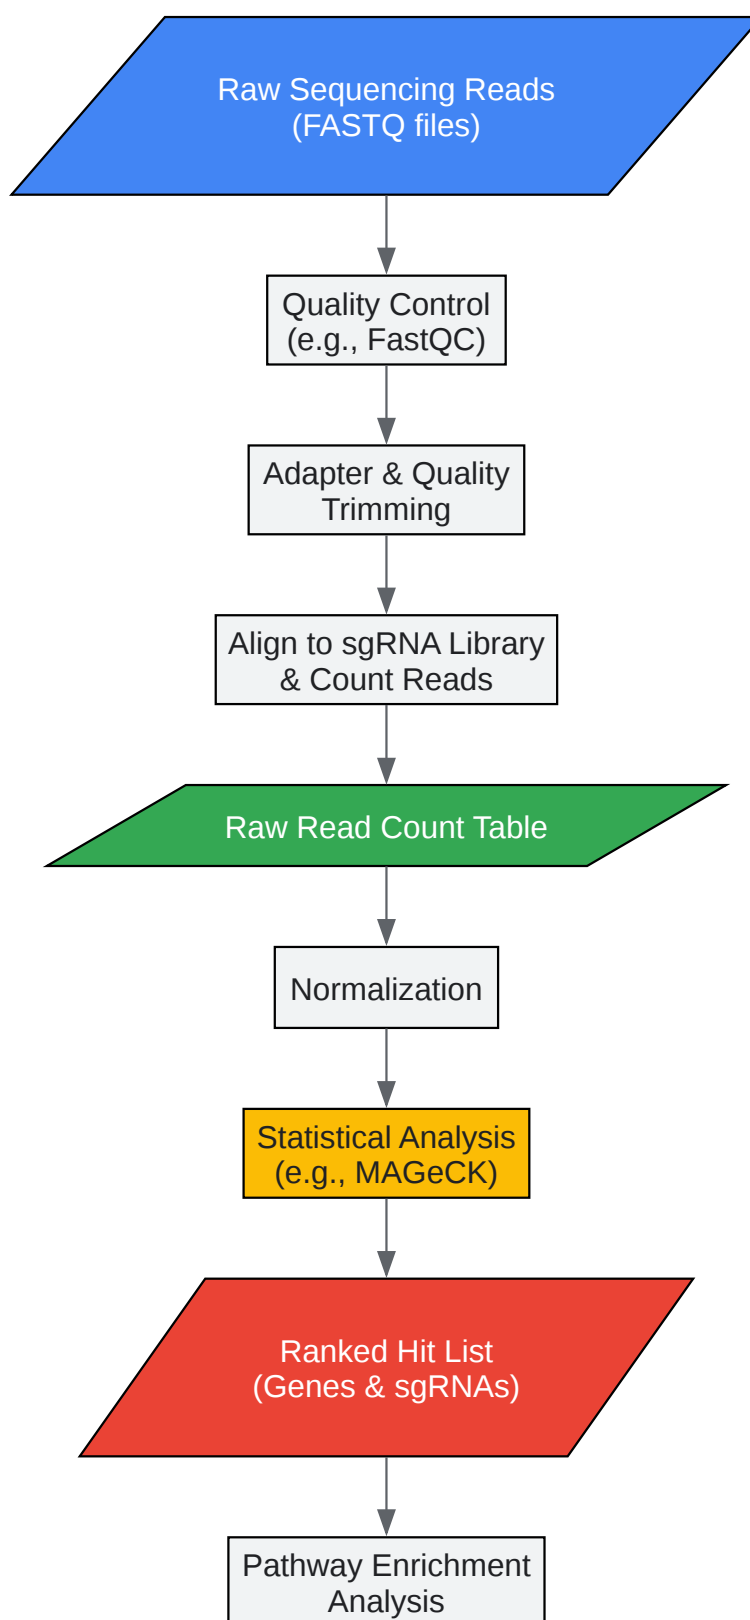 Raw Sequencing Reads
(FASTQ files)
Quality Control
(e.g., FastQC)
Adapter & Quality
Trimming
Align to sgRNA Library
& Count Reads
Raw Read Count Table
Normalization
Statistical Analysis
(e.g., MAGeCK)
Ranked Hit List
(Genes & sgRNAs)
Pathway Enrichment
Analysis